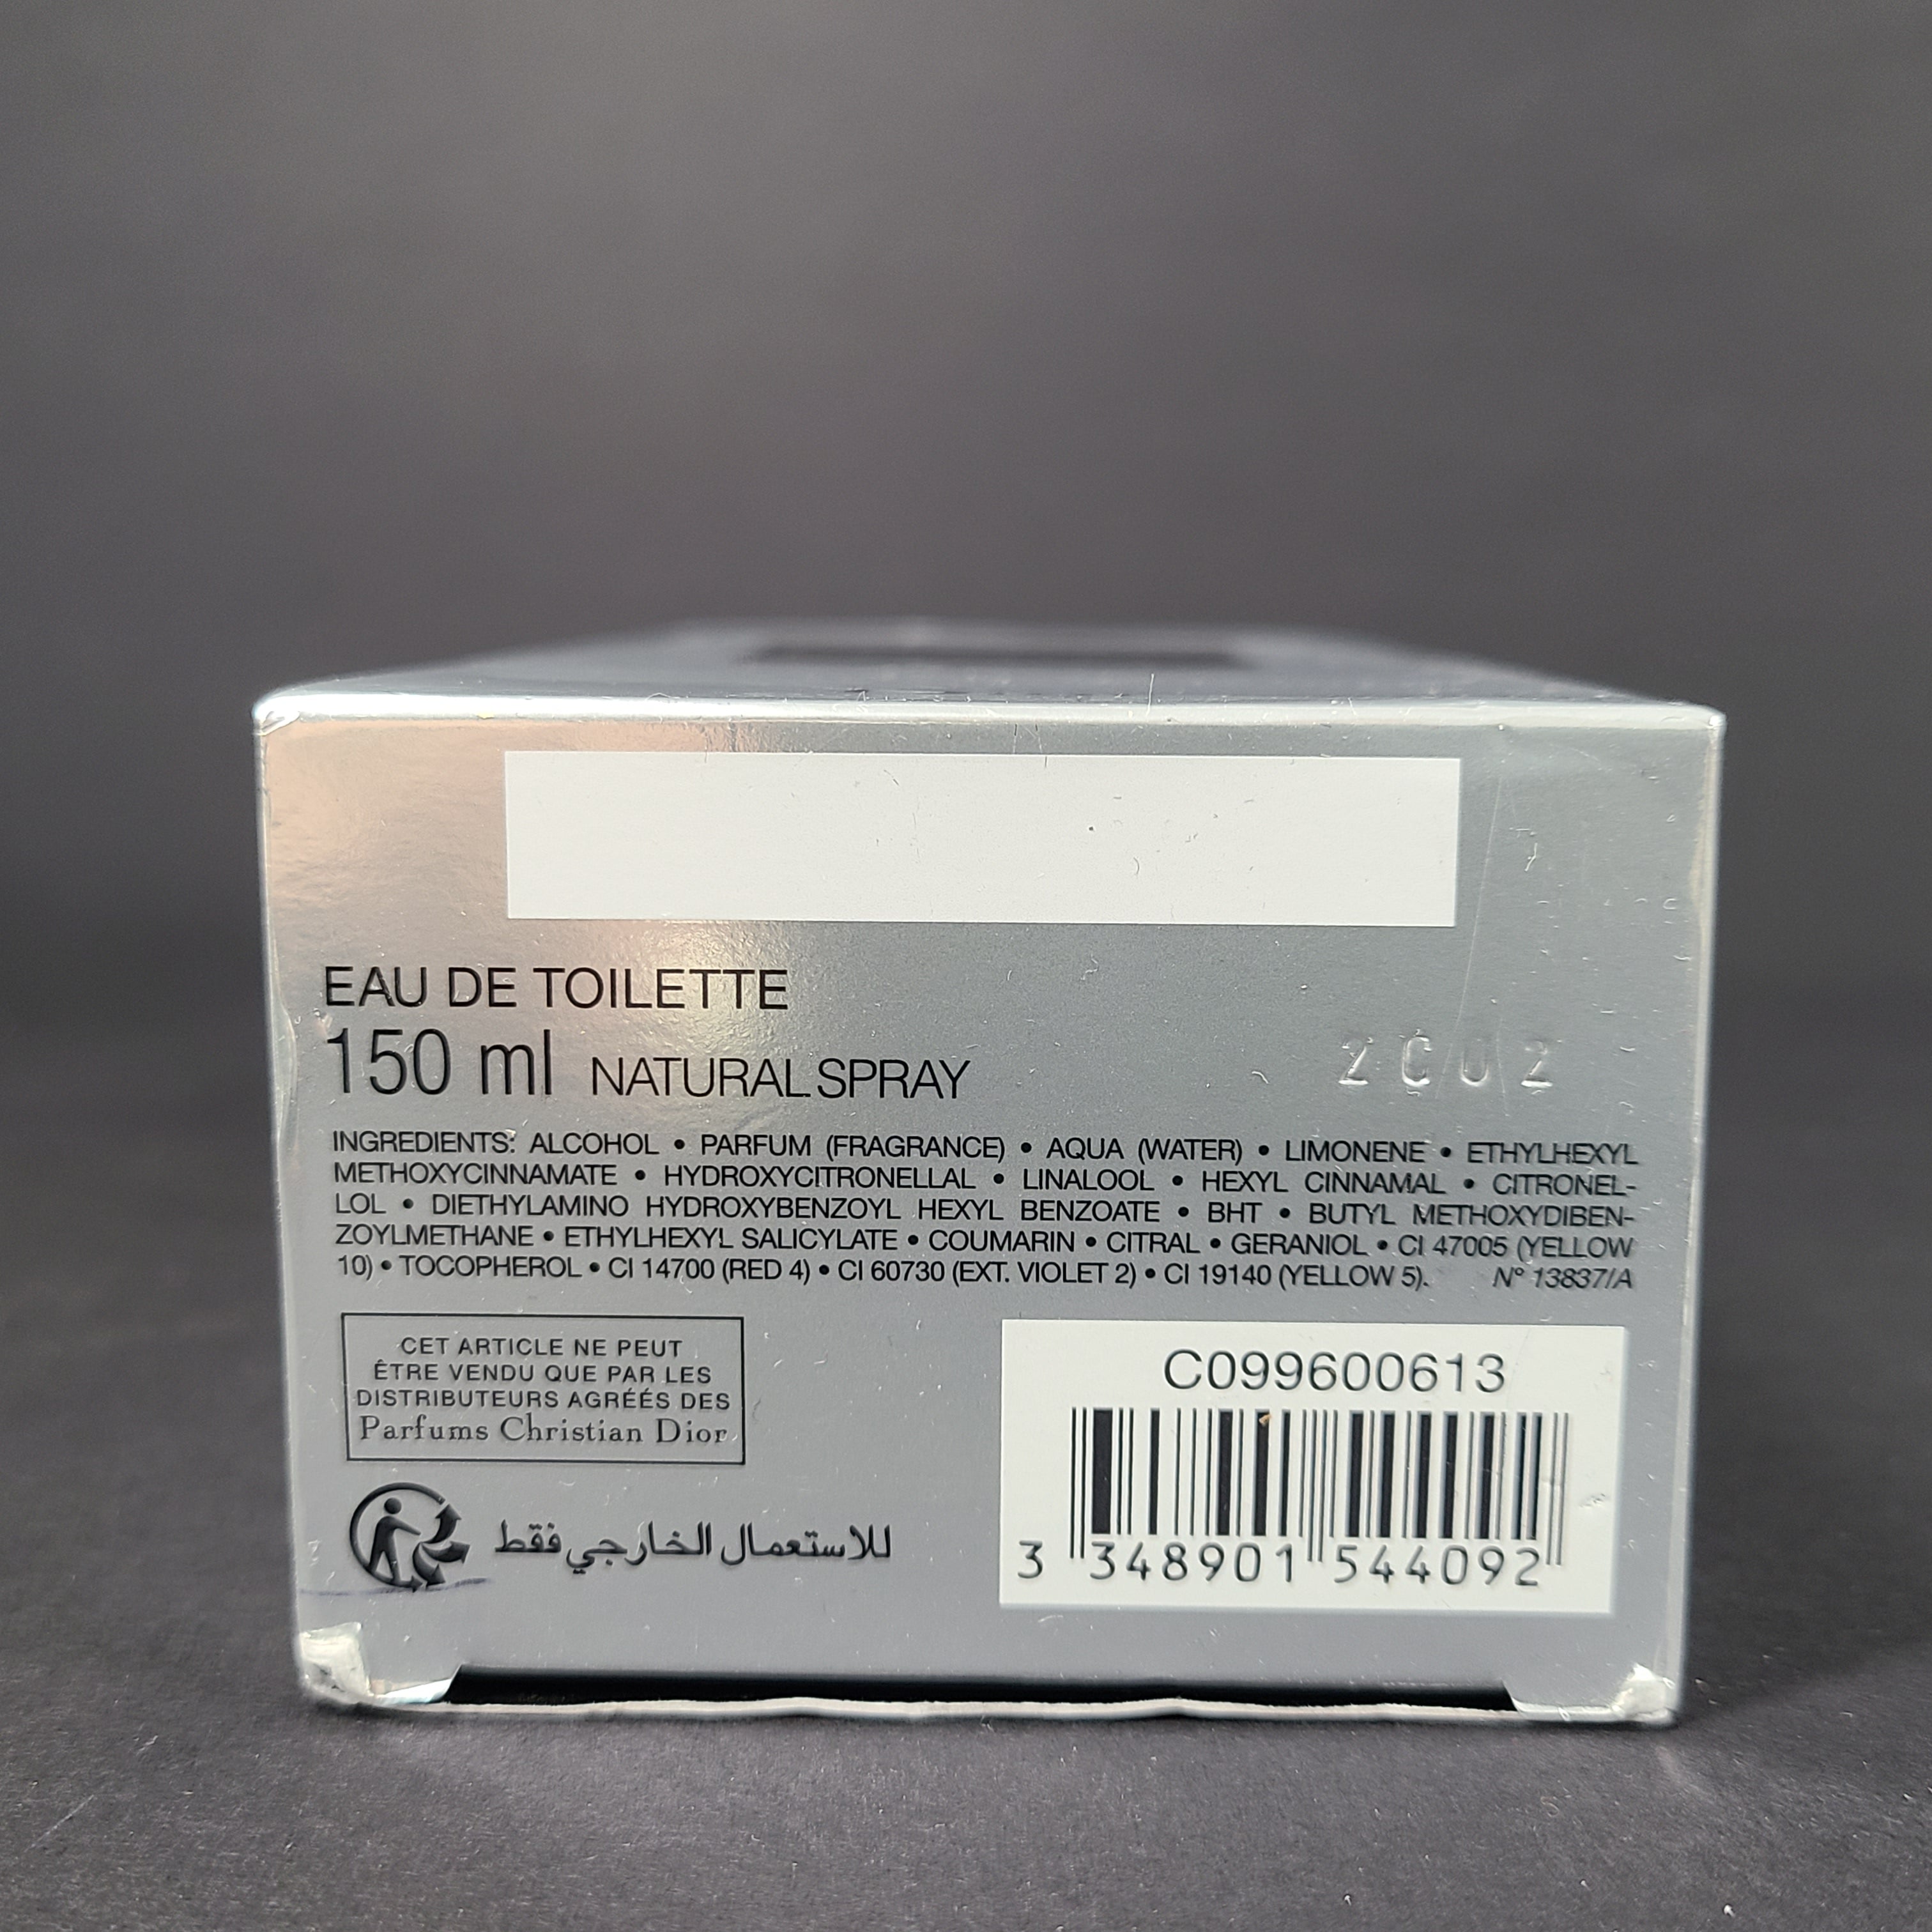 EAU DE TOILETTE
150 ml NATURAL SPRAY
2C02
INGREDIENTS: ALCOHOL • PARFUM (FRAGRANCE) • AQUA (WATER) • LIMONENE • ETHYLHEXYL
METHOXYCINNAMATE • HYDROXYCITRONELLAL • LINALOOL • HEXYL CINNAMAL • CITRONEL-
LOL • DIETHYLAMINO HYDROXYBENZOYL HEXYL BENZOATE • BHT • BUTYL METHOXYDIBEN-
ZOYLMETHANE • ETHYLHEXYL SALICYLATE • COUMARIN • CITRAL • GERANIOL • CI 47005 (YELLOW
10) • TOCOPHEROL • CI 14700 (RED 4) • CI 60730 (EXT. VIOLET 2) • CI 19140 (YELLOW 5). N° 13837/A
CET ARTICLE NE PEUT
ÊTRE VENDU QUE PAR LES
DISTRIBUTEURS AGRÉÉS DES
Parfums Christian Dior
للاستعمال الخارجي فقط
C099600613
3 348901 544092